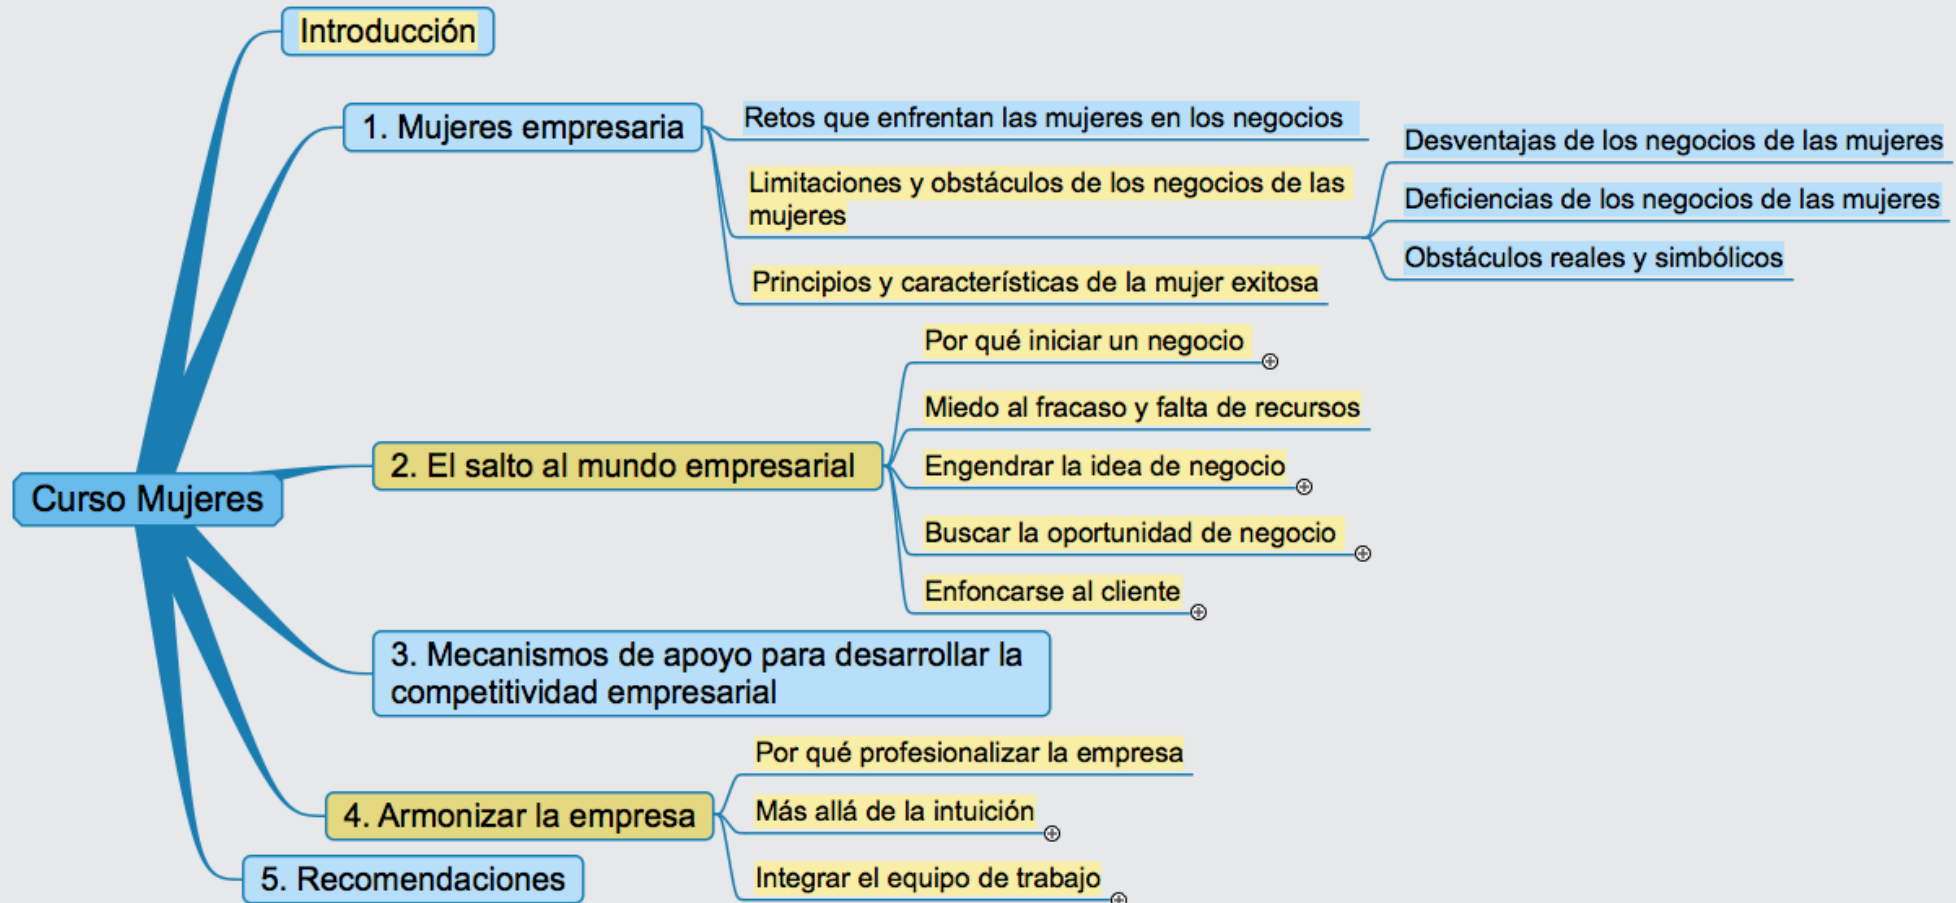 Introducción
1. Mujeres empresaria
Retos que enfrentan las mujeres en los negocios
Limitaciones y obstáculos de los negocios de las
mujeres
Desventajas de los negocios de las mujeres
Deficiencias de los negocios de las mujeres
Obstáculos reales y simbólicos
Principios y características de la mujer exitosa
Curso Mujeres
2. El salto al mundo empresarial
Por qué iniciar un negocio
Miedo al fracaso y falta de recursos
Engendrar la idea de negocio
Buscar la oportunidad de negocio
Enfoncarse al cliente
3. Mecanismos de apoyo para desarrollar la
competitividad empresarial
4. Armonizar la empresa
Por qué profesionalizar la empresa
Más allá de la intuición
Integrar el equipo de trabajo
5. Recomendaciones